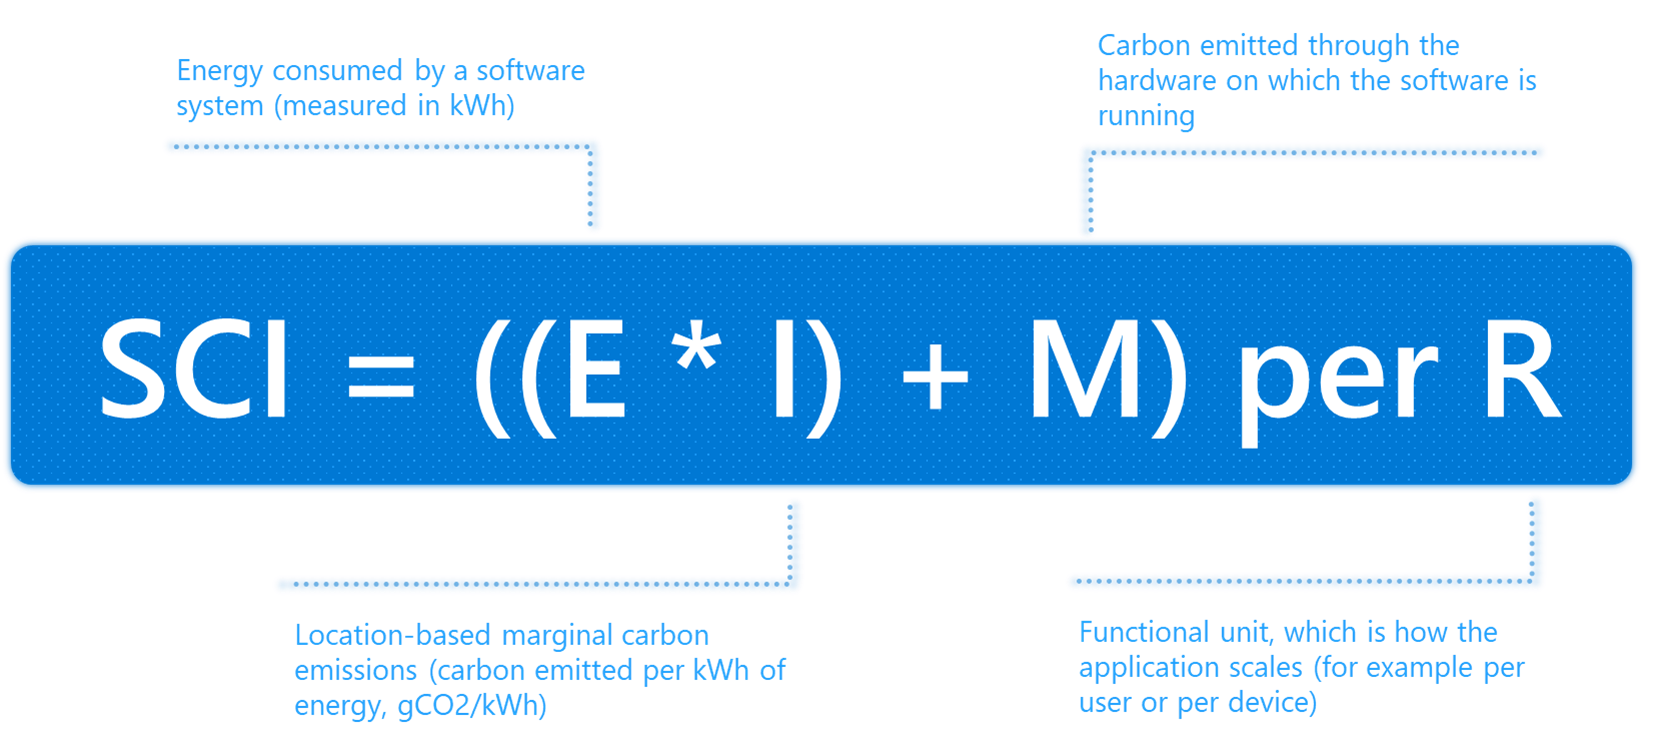 Energy consumed by a software
system (measured in kWh)
Carbon emitted through the
hardware on which the software is
running
SCI = ((E * I) + M) per R
Location-based marginal carbon
emissions (carbon emitted per kWh of
energy, gCO2/kWh)
Functional unit, which is how the
application scales (for example per
user or per device)